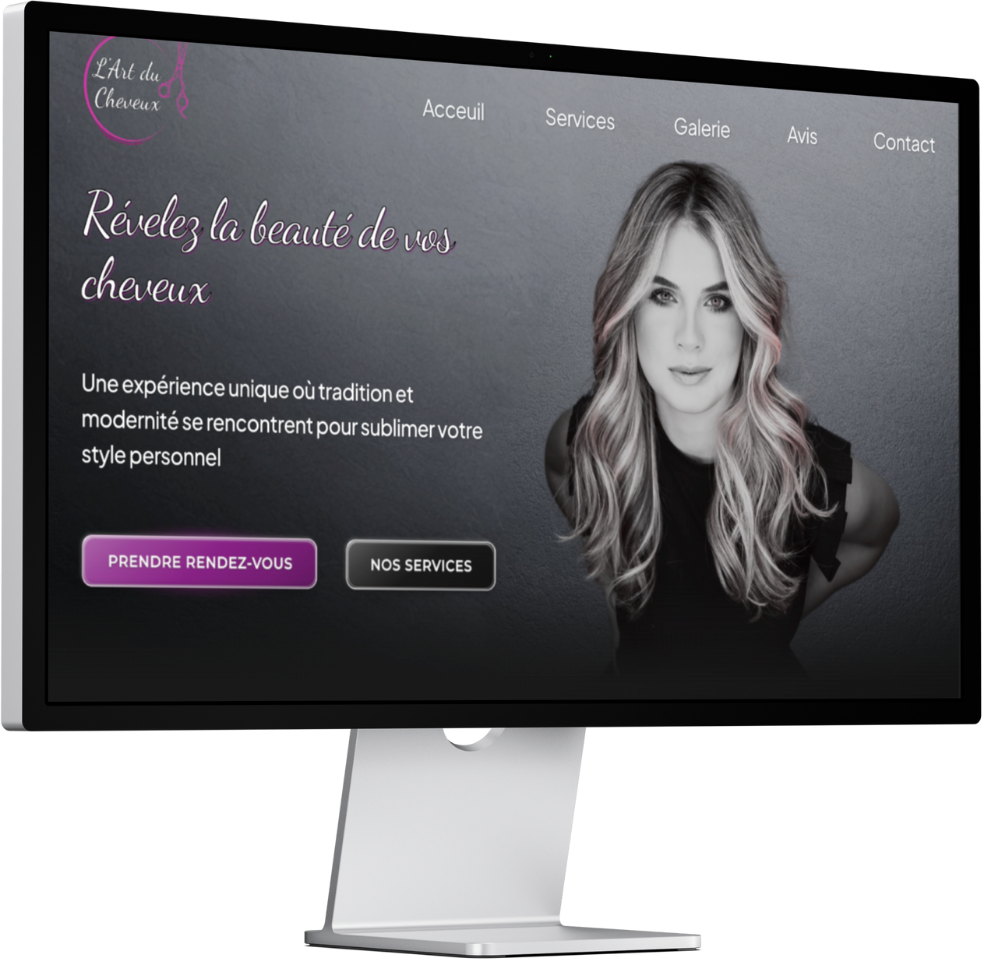 L'Art du
Cheveux
Acceuil Services Galerie Avis Contact
Révelez la beauté de vos
cheveux
Une expérience unique où tradition et
modernité se rencontrent pour sublimer votre
style personnel
PRENDRE RENDEZ-VOUS NOS SERVICES